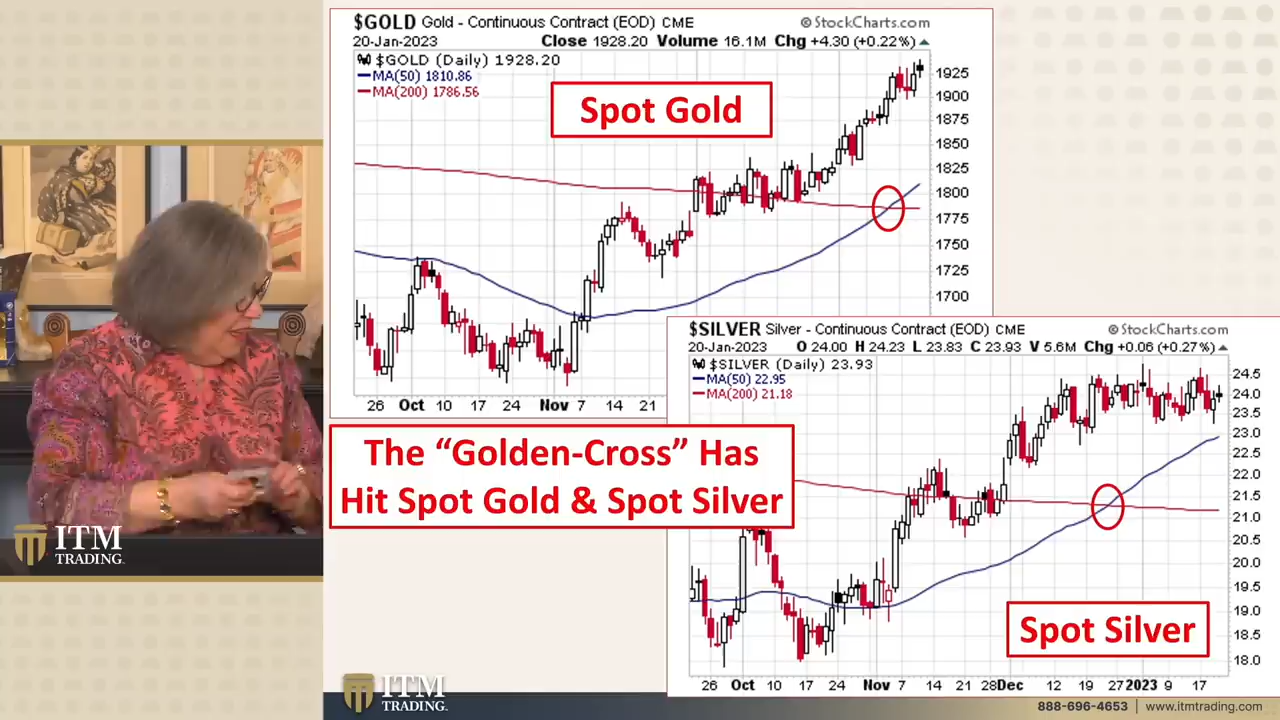 $GOLD Gold - Continuous Contract (EOD) CME
© StockCharts.com
20-Jan-2023
Close 1928.20 Volume 16.1M Chg +4.30 (+0.22%)
$GOLD (Daily) 1928.20
MA(50) 1810.86
MA(200) 1786.56
Spot Gold
1925
1900
1875
1850
1825
1800
1775
1750
1725
1700
26 Oct 10 17 24 Nov 7 14 21
$SILVER Silver - Continuous Contract (EOD) CME
© StockCharts.com
20-Jan-2023
O 24.00 H 24.23 L 23.83 C 23.93 V 5.6M Chg +0.06 (+0.27%)
$SILVER (Daily) 23.93
MA(50) 22.95
MA(200) 21.18
24.5
24.0
23.5
23.0
22.5
22.0
21.5
21.0
20.5
20.0
19.5
19.0
18.5
18.0
The “Golden-Cross” Has
Hit Spot Gold & Spot Silver
Spot Silver
26 Oct 10 17 24 Nov 7 14 21 28 Dec 12 19 27 2023 9 17
ITM
TRADING.
ITM
TRADING.
888-696-4653 | www.itmtrading.com